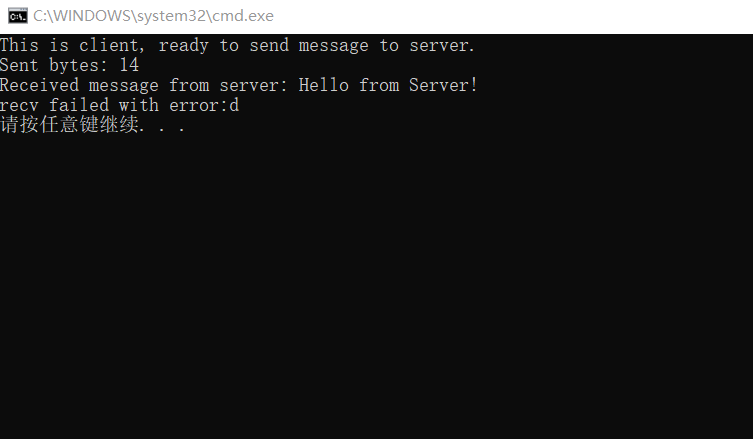 C:\WINDOWS\system32\cmd.exe
This is client, ready to send message to server.
Sent bytes: 14
Received message from server: Hello from Server!
recv failed with error:d
请按任意键继续. . .